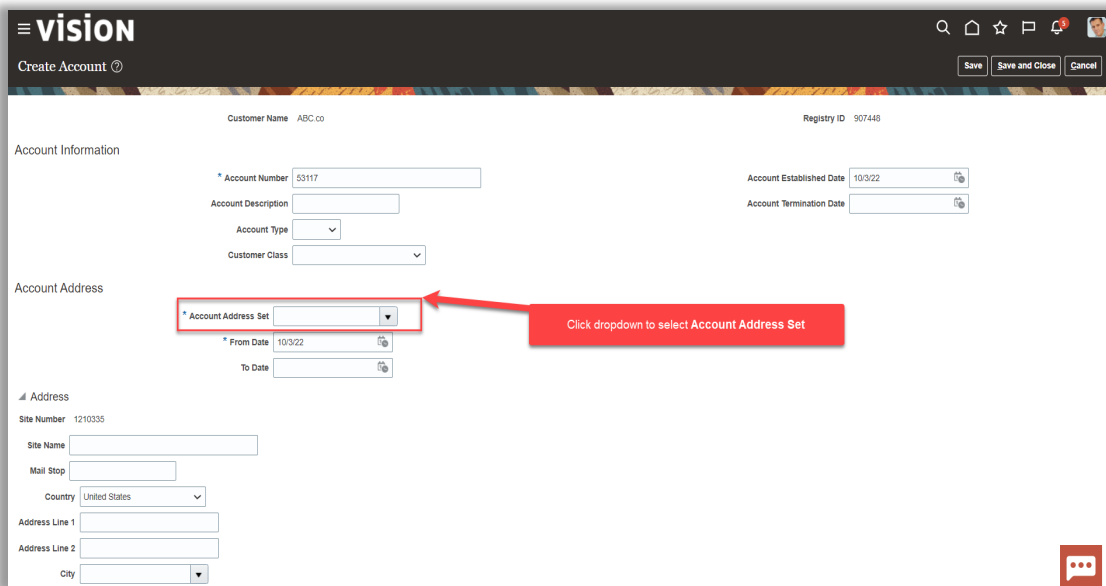 vision
5
Create Account
Save Save and Close Cancel
Customer Name ABC.co Registry ID 907448
Account Information
* Account Number 53117 Account Established Date 10/3/22
Account Description Account Termination Date
Account Type
Customer Class
Account Address
* Account Address Set
Click dropdown to select Account Address Set
* From Date 10/3/22
To Date
Address
Site Number 1210335
Site Name
Mail Stop
Country United States
Address Line 1
Address Line 2
City